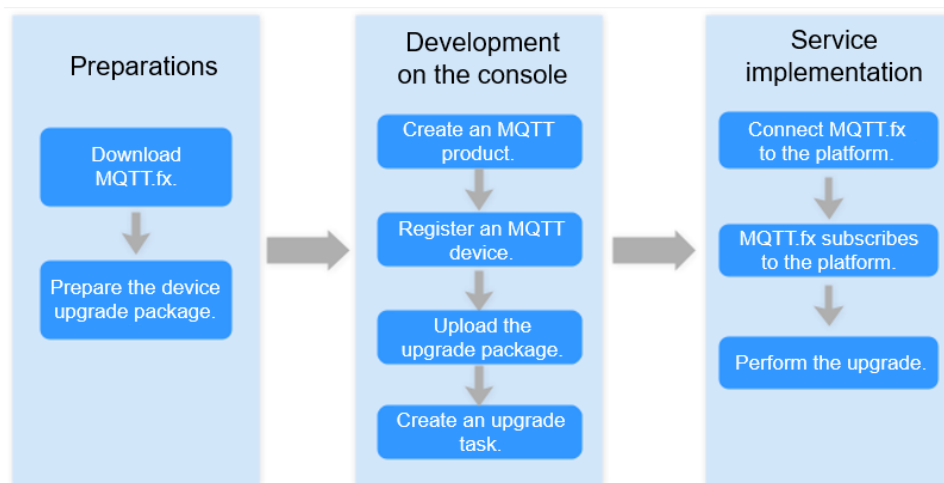 Preparations
Download
MQTT.fx.
Prepare the device
upgrade package.
Development
on the console
Create an MQTT
product.
Register an MQTT
device.
Upload the
upgrade package.
Create an upgrade
task.
Service
implementation
Connect MQTT.fx
to the platform.
MQTT.fx subscribes
to the platform.
Perform the upgrade.